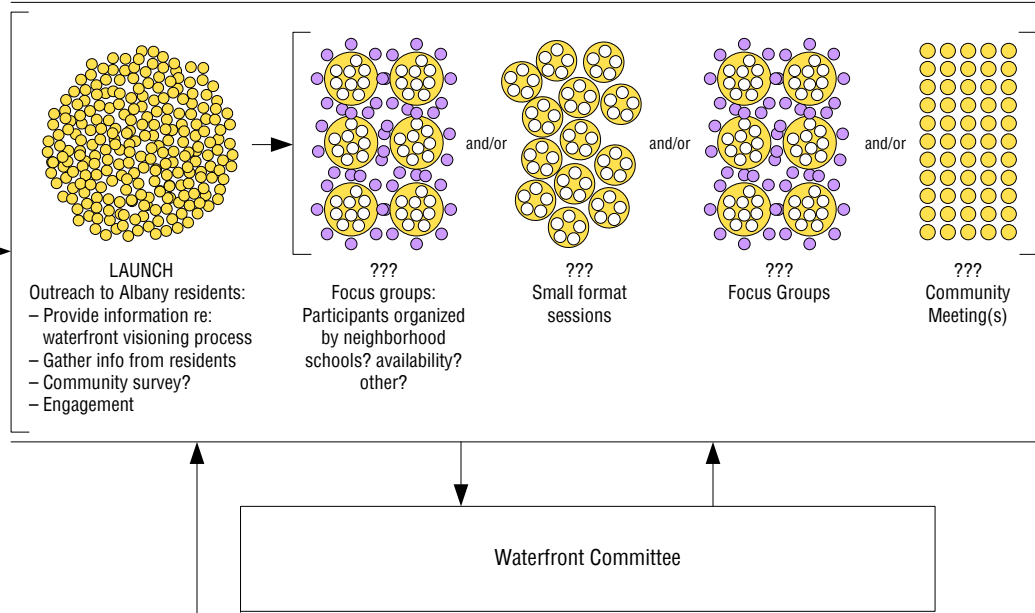 and/or
and/or
and/or
LAUNCH
Outreach to Albany residents:
– Provide information re:
waterfront visioning process
– Gather info from residents
– Community survey?
– Engagement
???
Focus groups:
Participants organized
by neighborhood
schools? availability?
other?
???
Small format
sessions
???
Focus Groups
???
Community
Meeting(s)
Waterfront Committee